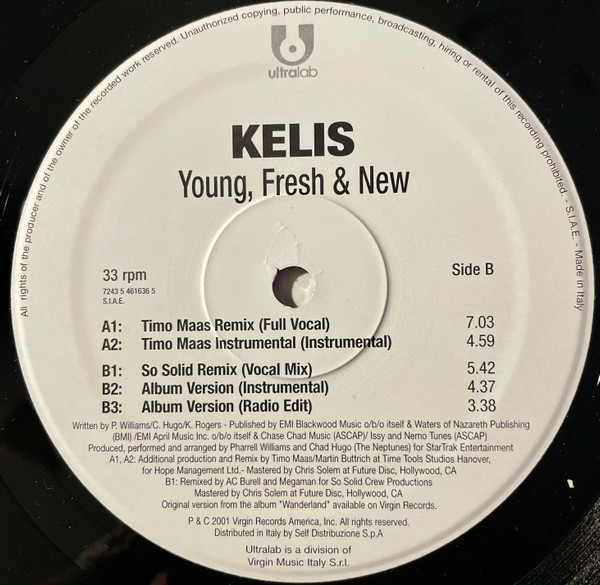 All rights of the producer and of the owner of the recorded work reserved. Unauthorized copying, public performance, broadcasting, hiring or rental of this recording prohibited. - S.I.A.E. - Made in Italy
ultralab
KELIS
Young, Fresh & New
33 rpm
Side B
7243 5 461636 5
S.I.A.E.
A1: Timo Maas Remix (Full Vocal) 7.03
A2: Timo Maas Instrumental (Instrumental) 4.59
B1: So Solid Remix (Vocal Mix) 5.42
B2: Album Version (Instrumental) 4.37
B3: Album Version (Radio Edit) 3.38
Written by P. Williams/C. Hugo/K. Rogers - Published by EMI Blackwood Music o/b/o itself & Waters of Nazareth Publishing
(BMI) /EMI April Music Inc. o/b/o itself & Chase Chad Music (ASCAP)/ Issy and Nemo Tunes (ASCAP)
Produced, performed and arranged by Pharrell Williams and Chad Hugo (The Neptunes) for StarTrak Entertainment
A1, A2: Additional production and Remix by Timo Maas/Martin Buttrich at Time Tools Studios Hanover,
for Hope Management Ltd.- Mastered by Chris Solem at Future Disc, Hollywood, CA
B1: Remixed by AC Burell and Megaman for So Solid Crew Productions
Mastered by Chris Solem at Future Disc, Hollywood, CA
Original version from the album "Wanderland" available on Virgin Records.
P & C 2001 Virgin Records America, Inc. All rights reserved.
Distributed in Italy by Self Distribuzione S.p.A
Ultralab is a division of
Virgin Music Italy S.r.l.